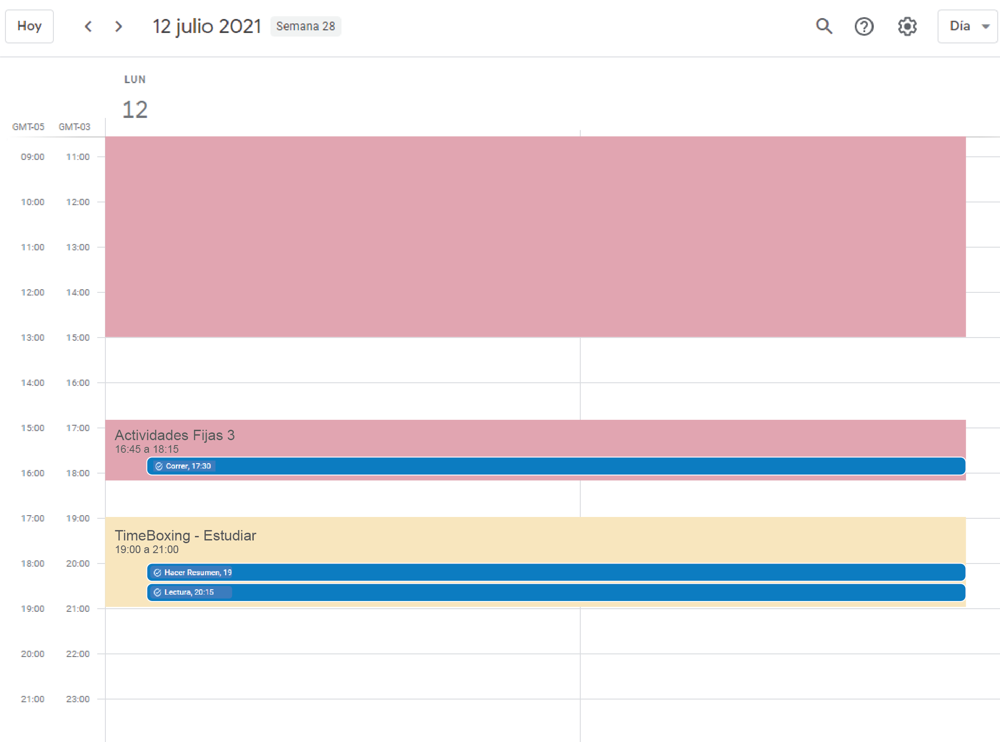 Hoy 12 julio 2021 Semana 28 Día
LUN
12
GMT-05 GMT-03
09:00 11:00
10:00 12:00
11:00 13:00
12:00 14:00
13:00 15:00
14:00 16:00
15:00 17:00
Actividades Fijas 3
16:45 a 18:15
Correr, 17:30
16:00 18:00
17:00 19:00
TimeBoxing - Estudiar
19:00 a 21:00
18:00 20:00
Hacer Resumen, 19
Lectura, 20:15
19:00 21:00
20:00 22:00
21:00 23:00